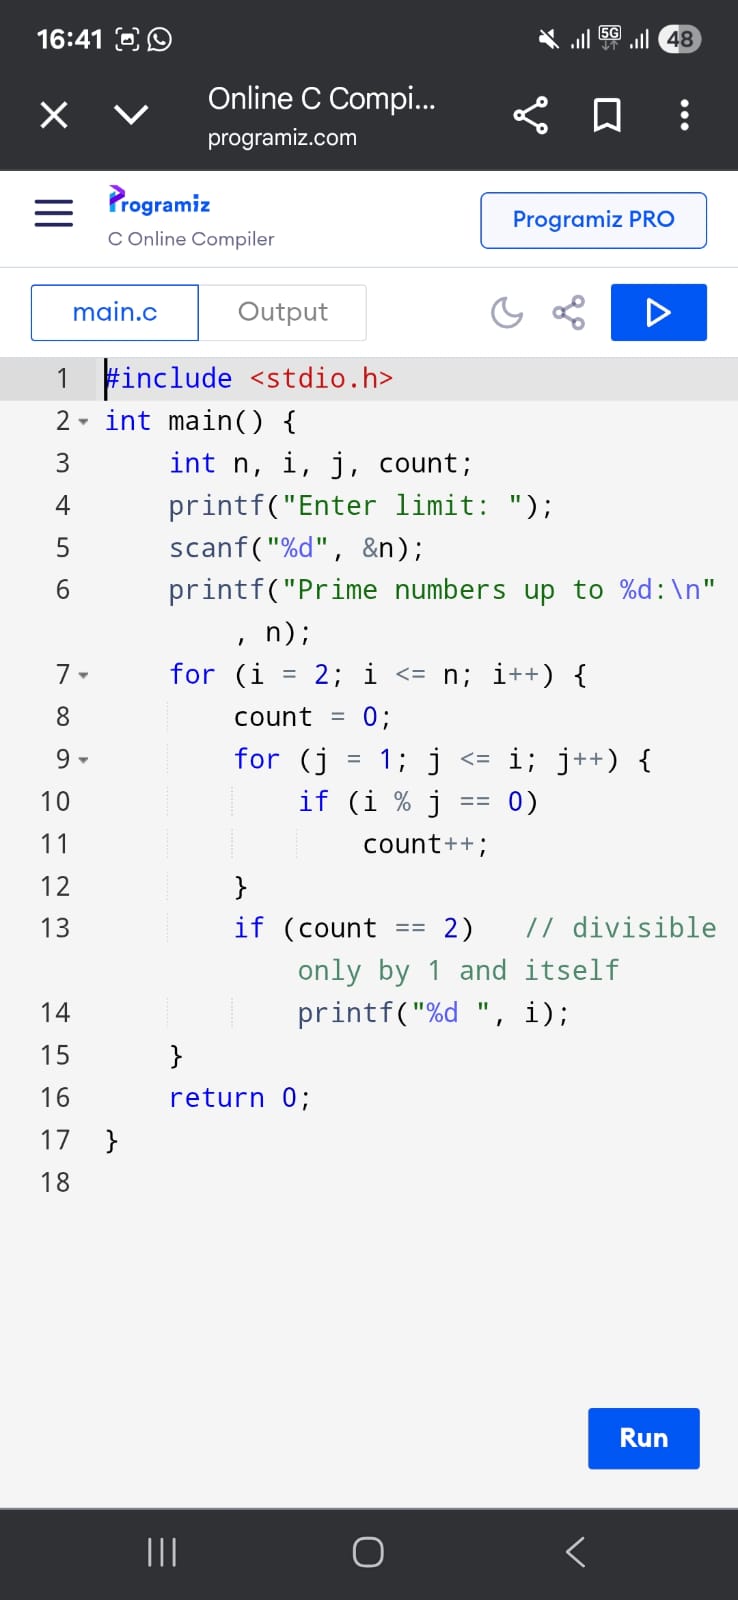 16:41
5G
48
Online C Compi...
programiz.com
Programiz
C Online Compiler
Programiz PRO
main.c
Output
1 #include <stdio.h>
2 int main() {
3     int n, i, j, count;
4     printf("Enter limit: ");
5     scanf("%d", &n);
6     printf("Prime numbers up to %d:\n"
        , n);
7     for (i = 2; i <= n; i++) {
8         count = 0;
9         for (j = 1; j <= i; j++) {
10             if (i % j == 0)
11                 count++;
12         }
13         if (count == 2)   // divisible
            only by 1 and itself
14             printf("%d ", i);
15     }
16     return 0;
17 }
18
Run